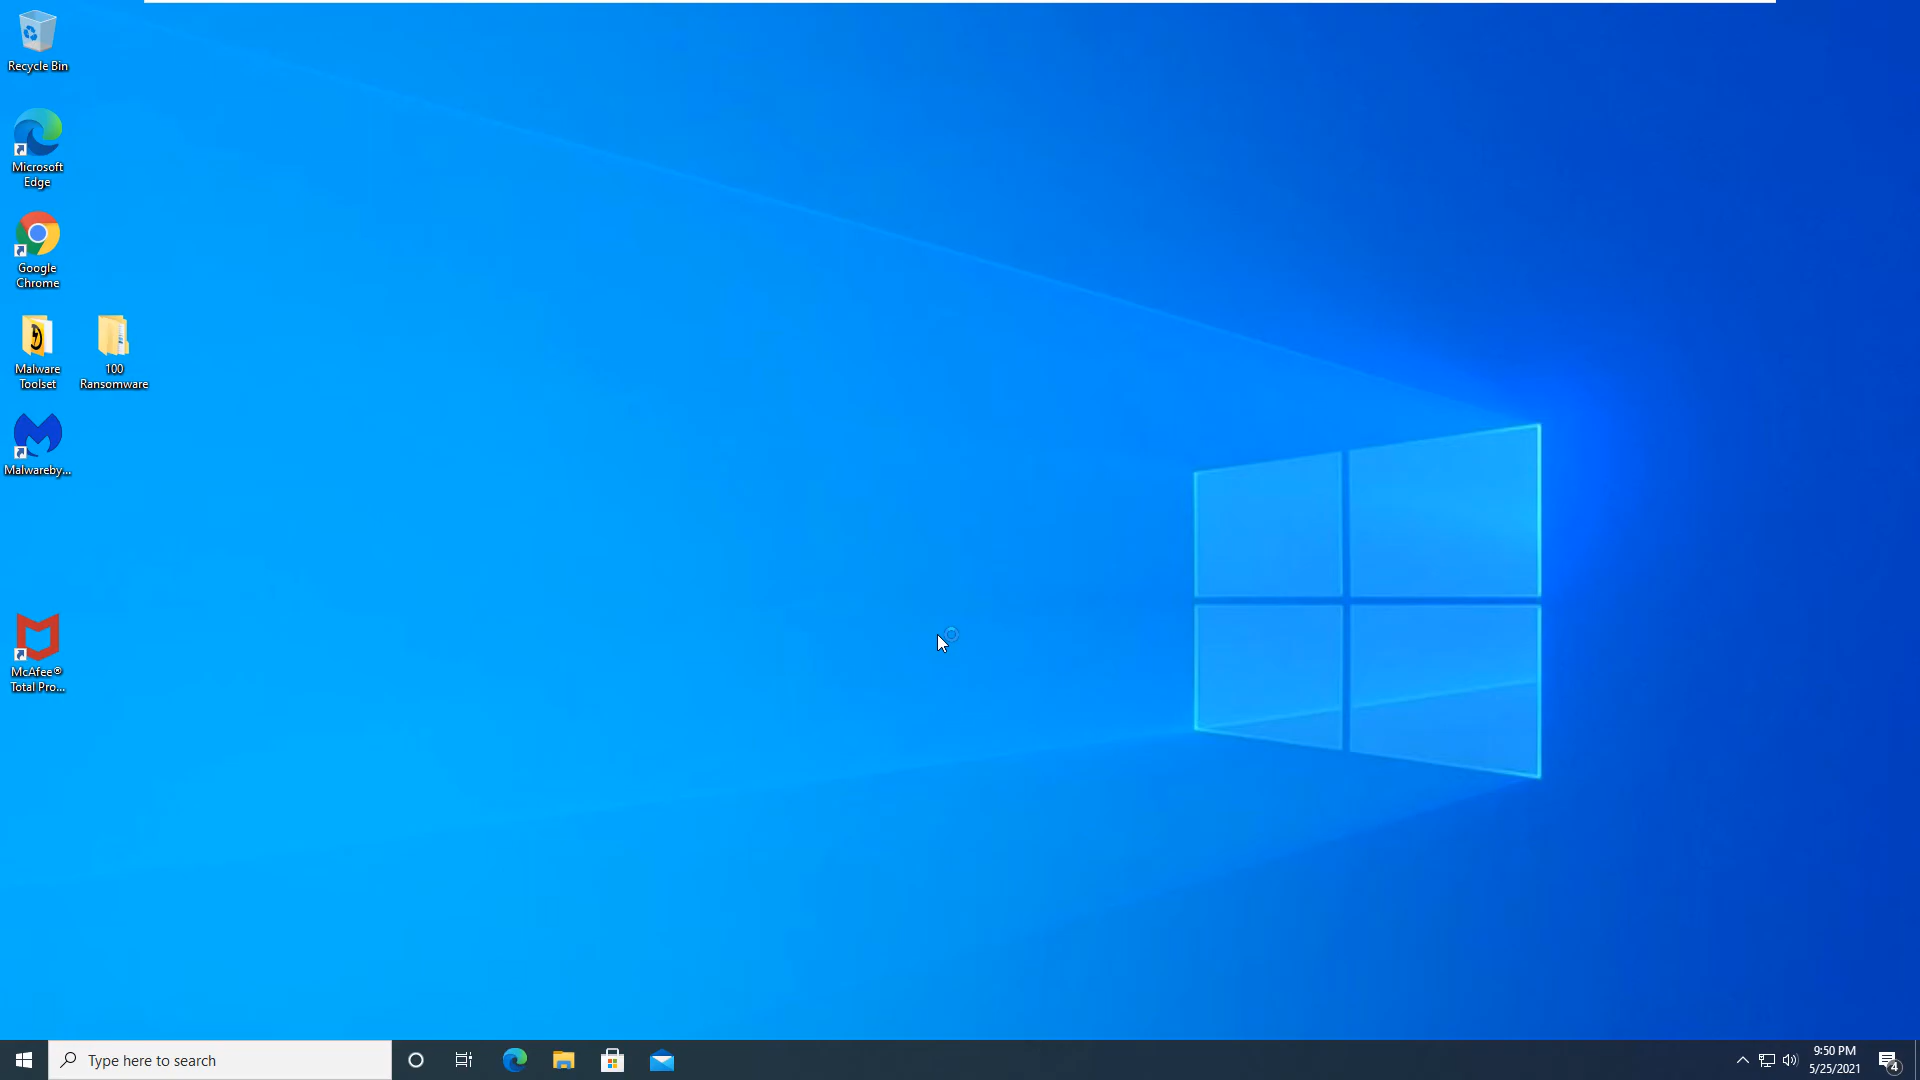 Recycle Bin
Microsoft
Edge
Google
Chrome
Malware
Toolset
100
Ransomware
Malwareby...
McAfee®
Total Pro...
Type here to search
9:50 PM
5/25/2021
4